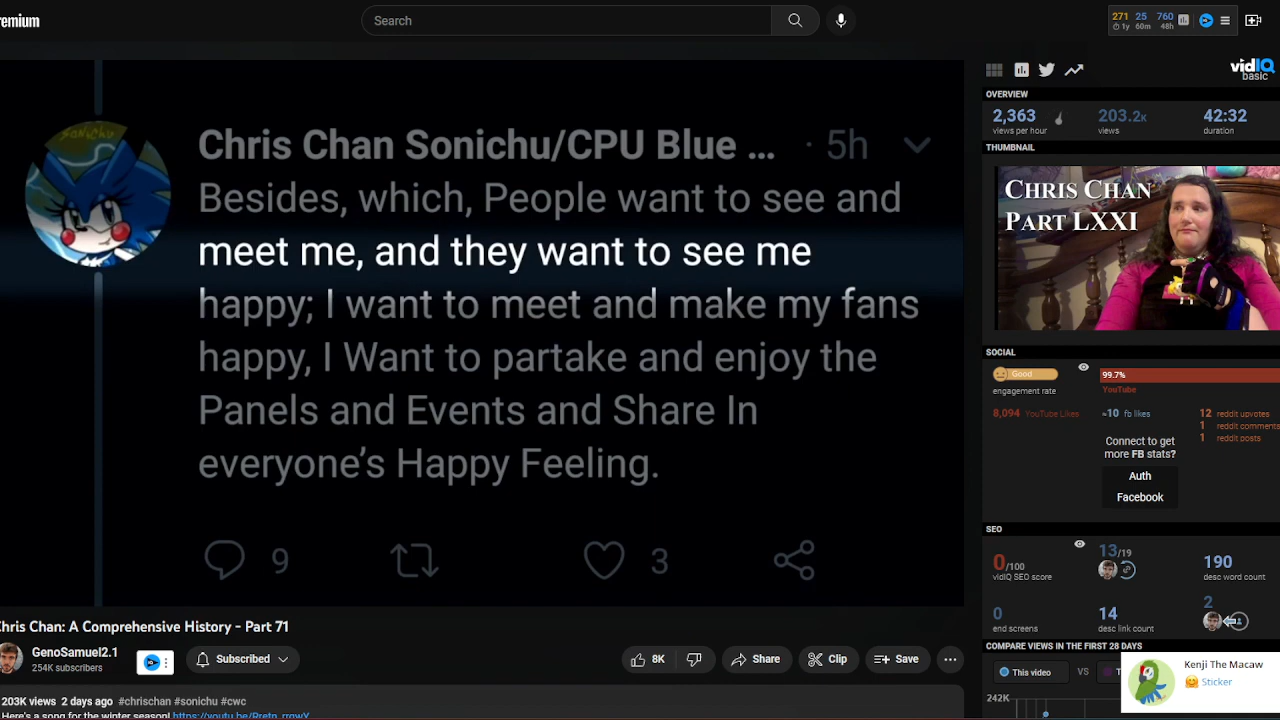 remium
Search
271 25 760
1y 60m 48h
vidIQ
basic
OVERVIEW
2,363 203.2K 42:32
views per hour views duration
THUMBNAIL
CHRIS CHAN
PART LXXI
SONICHU
Chris Chan Sonichu/CPU Blue ... · 5h
Besides, which, People want to see and
meet me, and they want to see me
happy; I want to meet and make my fans
happy, I Want to partake and enjoy the
Panels and Events and Share In
everyone's Happy Feeling.
9 3
SOCIAL
Good 99.7%
engagement rate YouTube
8,094 YouTube Likes ≈10 fb likes 12 reddit upvotes
1 reddit comments
1 reddit posts
Connect to get
more FB stats?
Auth
Facebook
SEO
0/100 13/19 190
vidIQ SEO score desc word count
0 14 2
end screens desc link count
COMPARE VIEWS IN THE FIRST 28 DAYS
This video VS T
242K
Kenji The Macaw
Sticker
Chris Chan: A Comprehensive History - Part 71
GenoSamuel2.1
254K subscribers
Subscribed
8K Share Clip Save
203K views 2 days ago #chrischan #sonichu #cwc
Here's a song for the winter season!